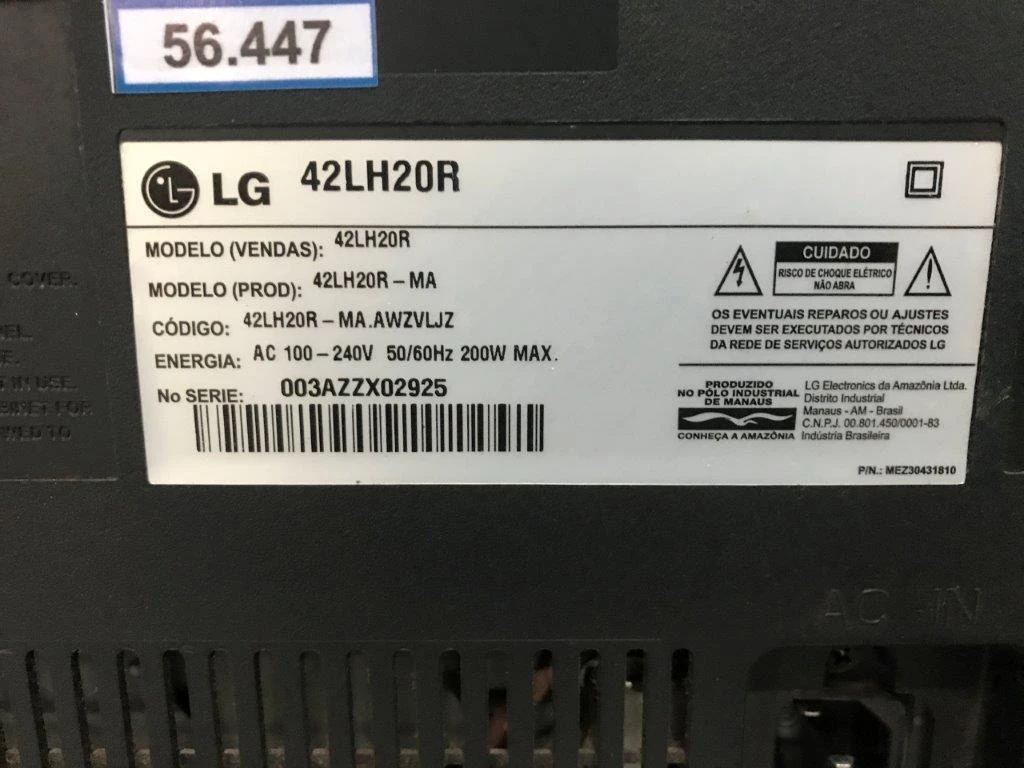 56.447
LG 42LH20R
MODELO (VENDAS): 42LH20R
MODELO (PROD): 42LH20R-MA
CÓDIGO: 42LH20R-MA.AWZVLJZ
ENERGIA: AC 100-240V 50/60Hz 200W MAX.
No SERIE: 003AZZX02925
CUIDADO
RISCO DE CHOQUE ELÉTRICO
NÃO ABRA
OS EVENTUAIS REPAROS OU AJUSTES
DEVEM SER EXECUTADOS POR TÉCNICOS
DA REDE DE SERVIÇOS AUTORIZADOS LG
PRODUZIDO
NO PÓLO INDUSTRIAL
DE MANAUS
CONHEÇA A AMAZÔNIA
LG Electronics da Amazônia Ltda.
Distrito Industrial
Manaus - AM - Brasil
C.N.P.J. 00.801.450/0001-83
Indústria Brasileira
P/N.: MEZ30431810
COVER.
IN USE.
FOR
TO
AC IN